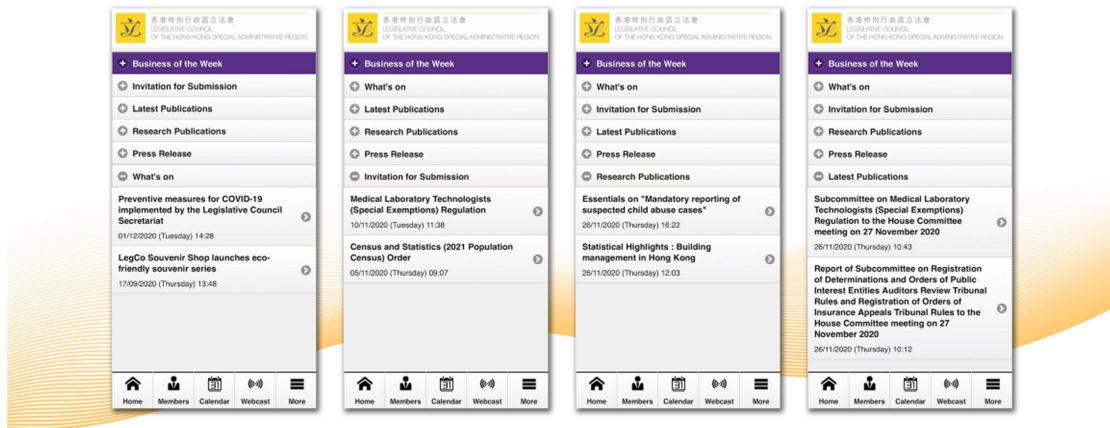 香港特別行政區立法會
LEGISLATIVE COUNCIL
OF THE HONG KONG SPECIAL ADMINISTRATIVE REGION
Business of the Week
Invitation for Submission
Latest Publications
Research Publications
Press Release
What's on
Preventive measures for COVID-19
implemented by the Legislative Council
Secretariat
01/12/2020 (Tuesday) 14:28
LegCo Souvenir Shop launches eco-
friendly souvenir series
17/09/2020 (Thursday) 13:48
Home Members Calendar Webcast More
香港特別行政區立法會
LEGISLATIVE COUNCIL
OF THE HONG KONG SPECIAL ADMINISTRATIVE REGION
Business of the Week
What's on
Latest Publications
Research Publications
Press Release
Invitation for Submission
Medical Laboratory Technologists
(Special Exemptions) Regulation
10/11/2020 (Tuesday) 11:38
Census and Statistics (2021 Population
Census) Order
05/11/2020 (Thursday) 09:07
Home Members Calendar Webcast More
香港特別行政區立法會
LEGISLATIVE COUNCIL
OF THE HONG KONG SPECIAL ADMINISTRATIVE REGION
Business of the Week
What's on
Invitation for Submission
Latest Publications
Press Release
Research Publications
Essentials on "Mandatory reporting of
suspected child abuse cases"
26/11/2020 (Thursday) 16:22
Statistical Highlights : Building
management in Hong Kong
26/11/2020 (Thursday) 12:03
Home Members Calendar Webcast More
香港特別行政區立法會
LEGISLATIVE COUNCIL
OF THE HONG KONG SPECIAL ADMINISTRATIVE REGION
Business of the Week
What's on
Invitation for Submission
Research Publications
Press Release
Latest Publications
Subcommittee on Medical Laboratory
Technologists (Special Exemptions)
Regulation to the House Committee
meeting on 27 November 2020
26/11/2020 (Thursday) 10:43
Report of Subcommittee on Registration
of Determinations and Orders of Public
Interest Entities Auditors Review Tribunal
Rules and Registration of Orders of
Insurance Appeals Tribunal Rules to the
House Committee meeting on 27
November 2020
26/11/2020 (Thursday) 10:12
Home Members Calendar Webcast More